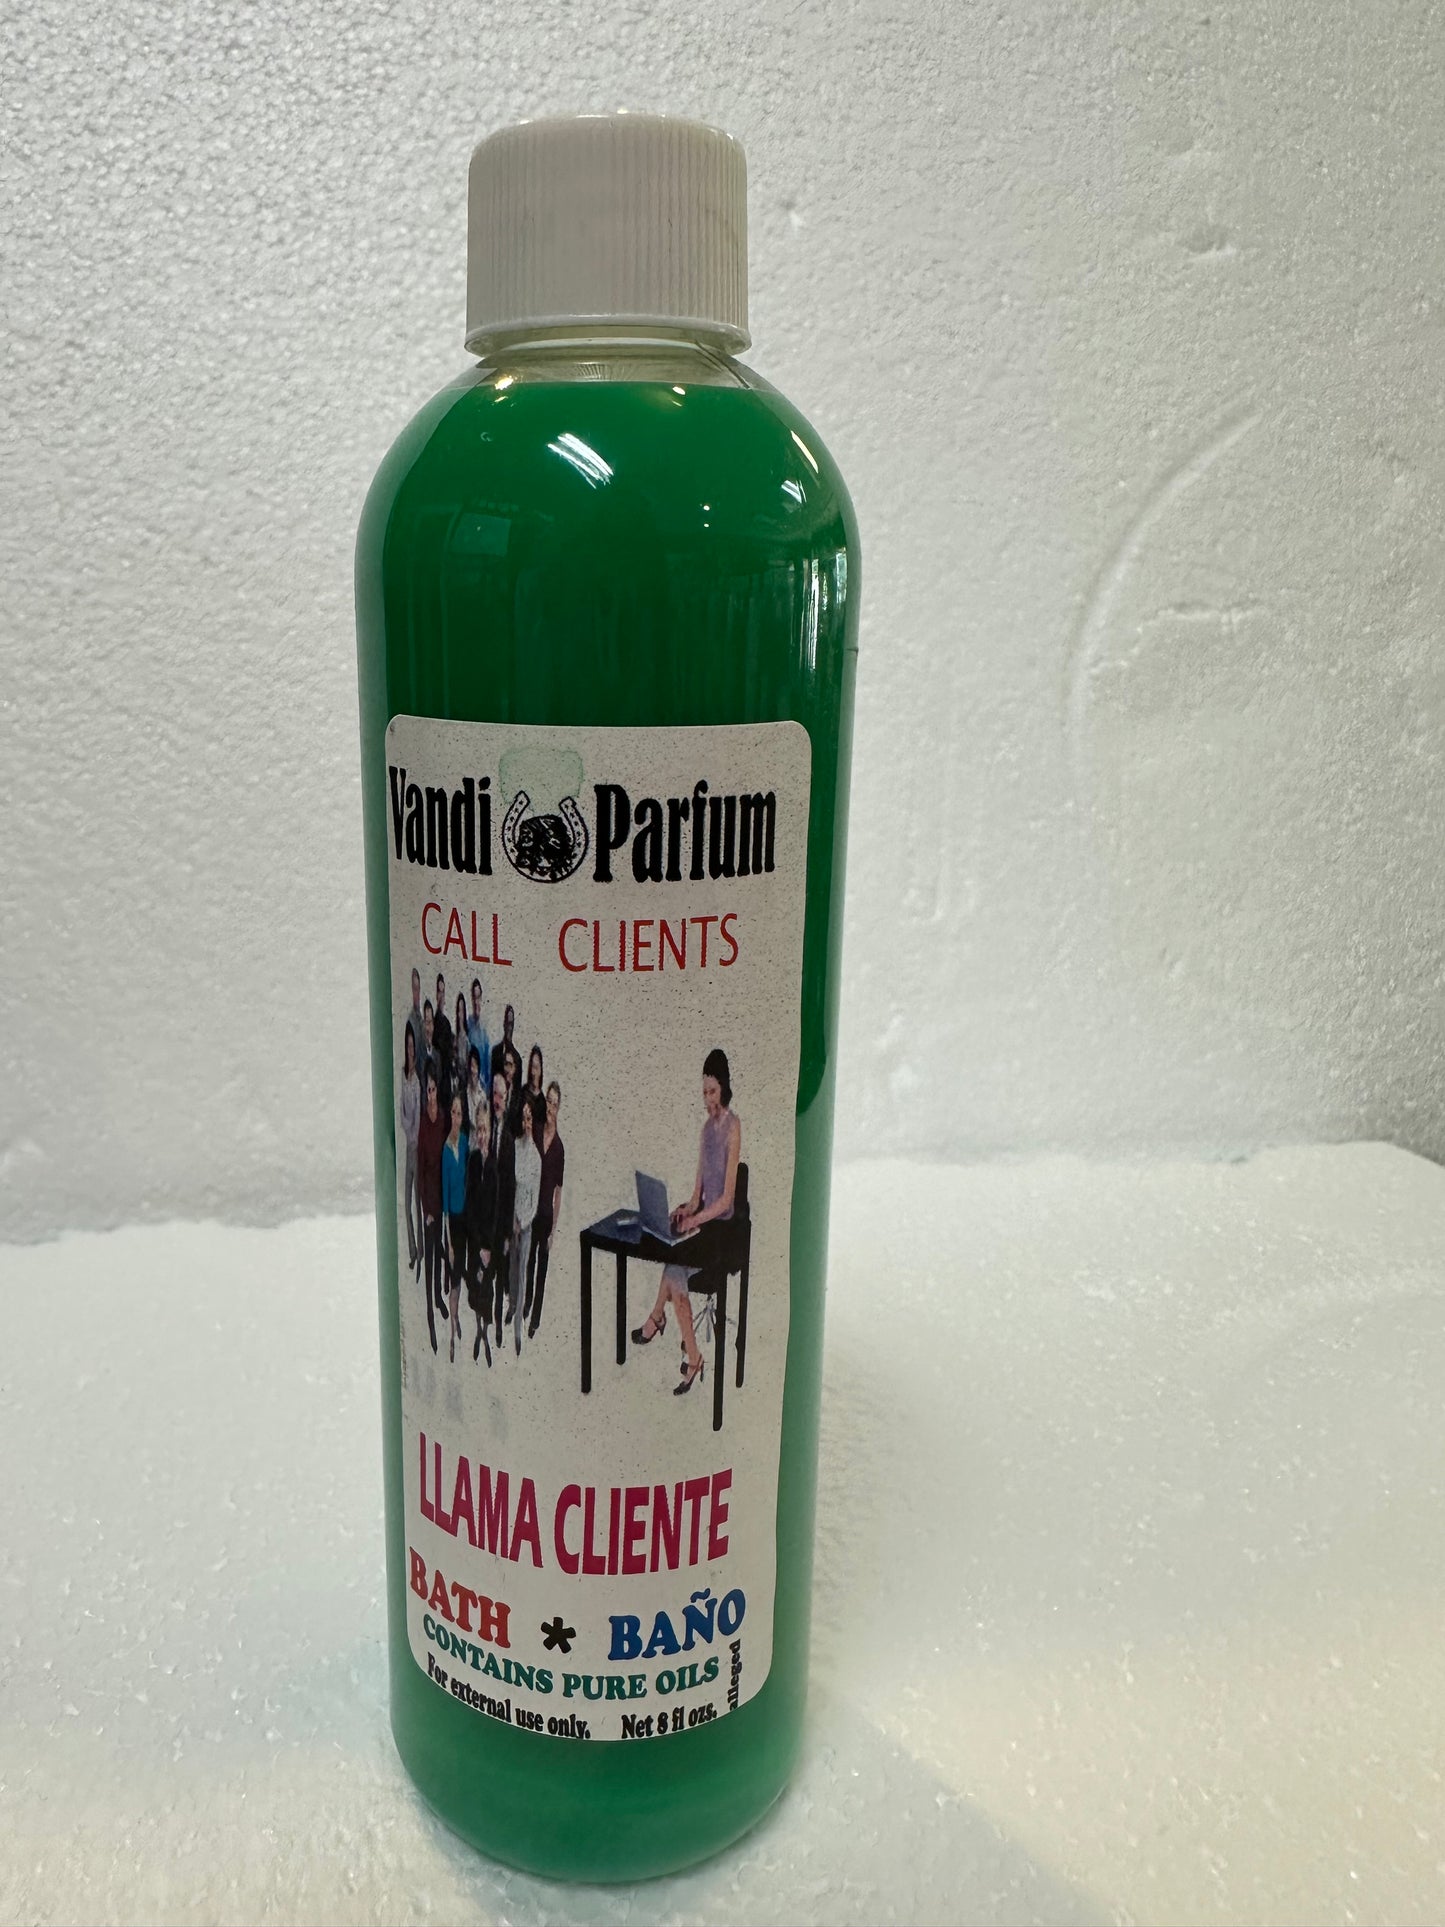 Vandi Parfum
CALL CLIENTS
LLAMA CLIENTE
BATH * BAÑO
CONTAINS PURE OILS
For external use only. Net 8 fl ozs.
alleged